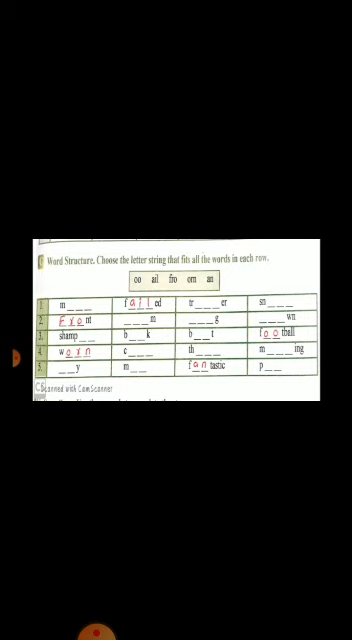 Word Structure. Choose the letter string that fits all the words in each row.
oo ail fro orn an
1. m _ _ _ f a i l ed tr _ _ _ er sn _ _ _
2. F r o nt _ _ _ m _ _ _ g _ _ _ wn
3. shamp _ _ b _ _ k b _ _ t f o o tball
4. w o r n c _ _ _ th _ _ _ m _ _ _ ing
5. _ _ y m _ _ f a n tastic p _ _
CS Scanned with CamScanner